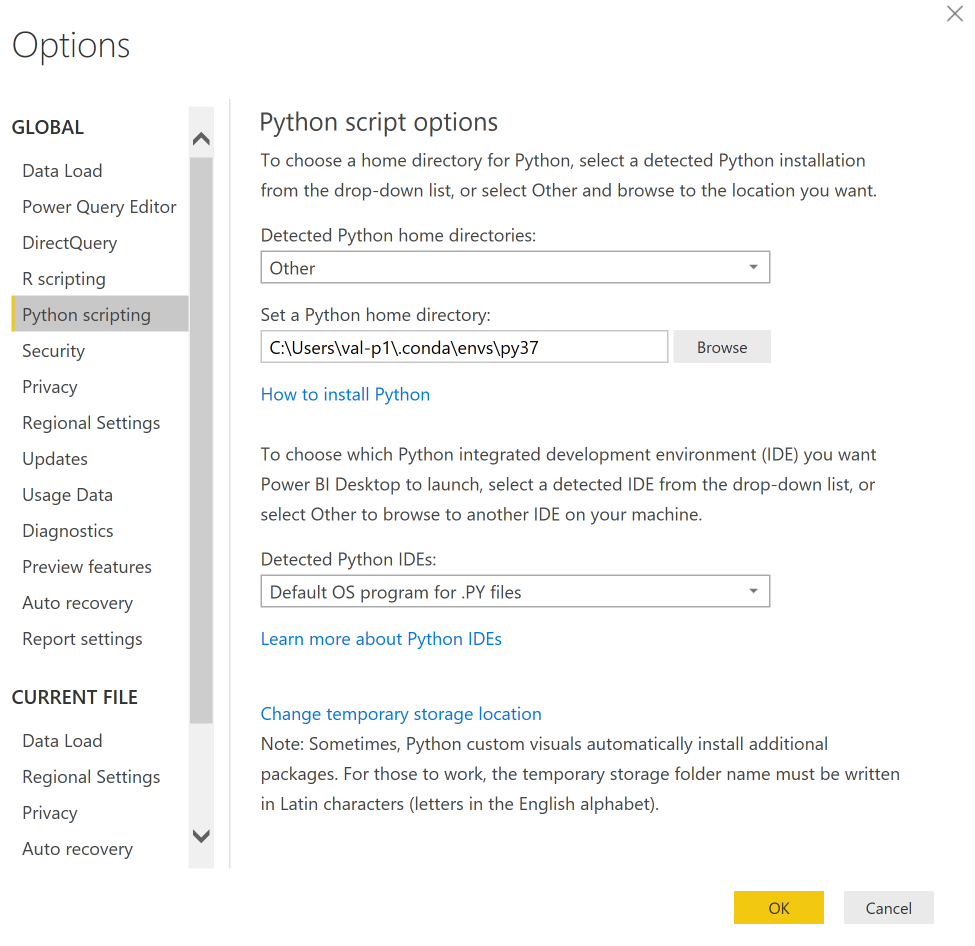 Options
GLOBAL
Data Load
Power Query Editor
DirectQuery
R scripting
Python scripting
Security
Privacy
Regional Settings
Updates
Usage Data
Diagnostics
Preview features
Auto recovery
Report settings
CURRENT FILE
Data Load
Regional Settings
Privacy
Auto recovery
Python script options
To choose a home directory for Python, select a detected Python installation
from the drop-down list, or select Other and browse to the location you want.
Detected Python home directories:
Other
Set a Python home directory:
C:\Users\val-p1\.conda\envs\py37
Browse
How to install Python
To choose which Python integrated development environment (IDE) you want
Power BI Desktop to launch, select a detected IDE from the drop-down list, or
select Other to browse to another IDE on your machine.
Detected Python IDEs:
Default OS program for .PY files
Learn more about Python IDEs
Change temporary storage location
Note: Sometimes, Python custom visuals automatically install additional
packages. For those to work, the temporary storage folder name must be written
in Latin characters (letters in the English alphabet).
OK
Cancel